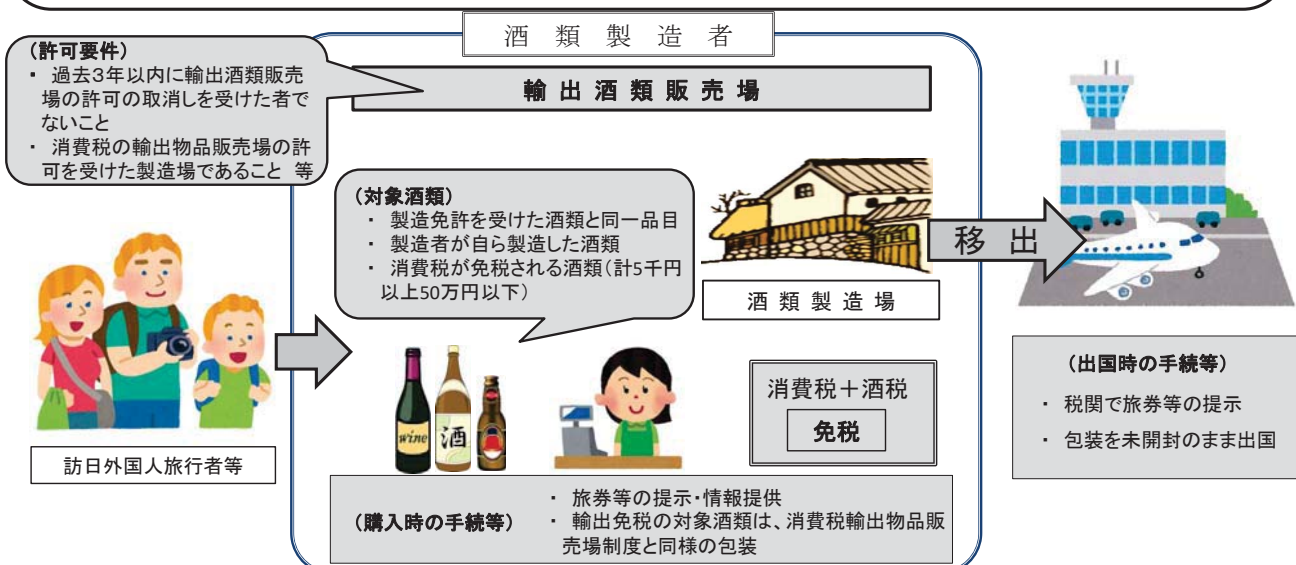 酒類製造者
(許可要件)
・ 過去3年以内に輸出酒類販売
場の許可の取消しを受けた者で
ないこと
・ 消費税の輸出物品販売場の許
可を受けた製造場であること 等
輸出酒類販売場
(対象酒類)
・ 製造免許を受けた酒類と同一品目
・ 製造者が自ら製造した酒類
・ 消費税が免税される酒類(計5千円
以上50万円以下)
酒類製造場
移出
訪日外国人旅行者等
wine
酒
消費税+酒税
免税
(購入時の手続等)
・ 旅券等の提示・情報提供
・ 輸出免税の対象酒類は、消費税輸出物品販
売場制度と同様の包装
(出国時の手続等)
・ 税関で旅券等の提示
・ 包装を未開封のまま出国